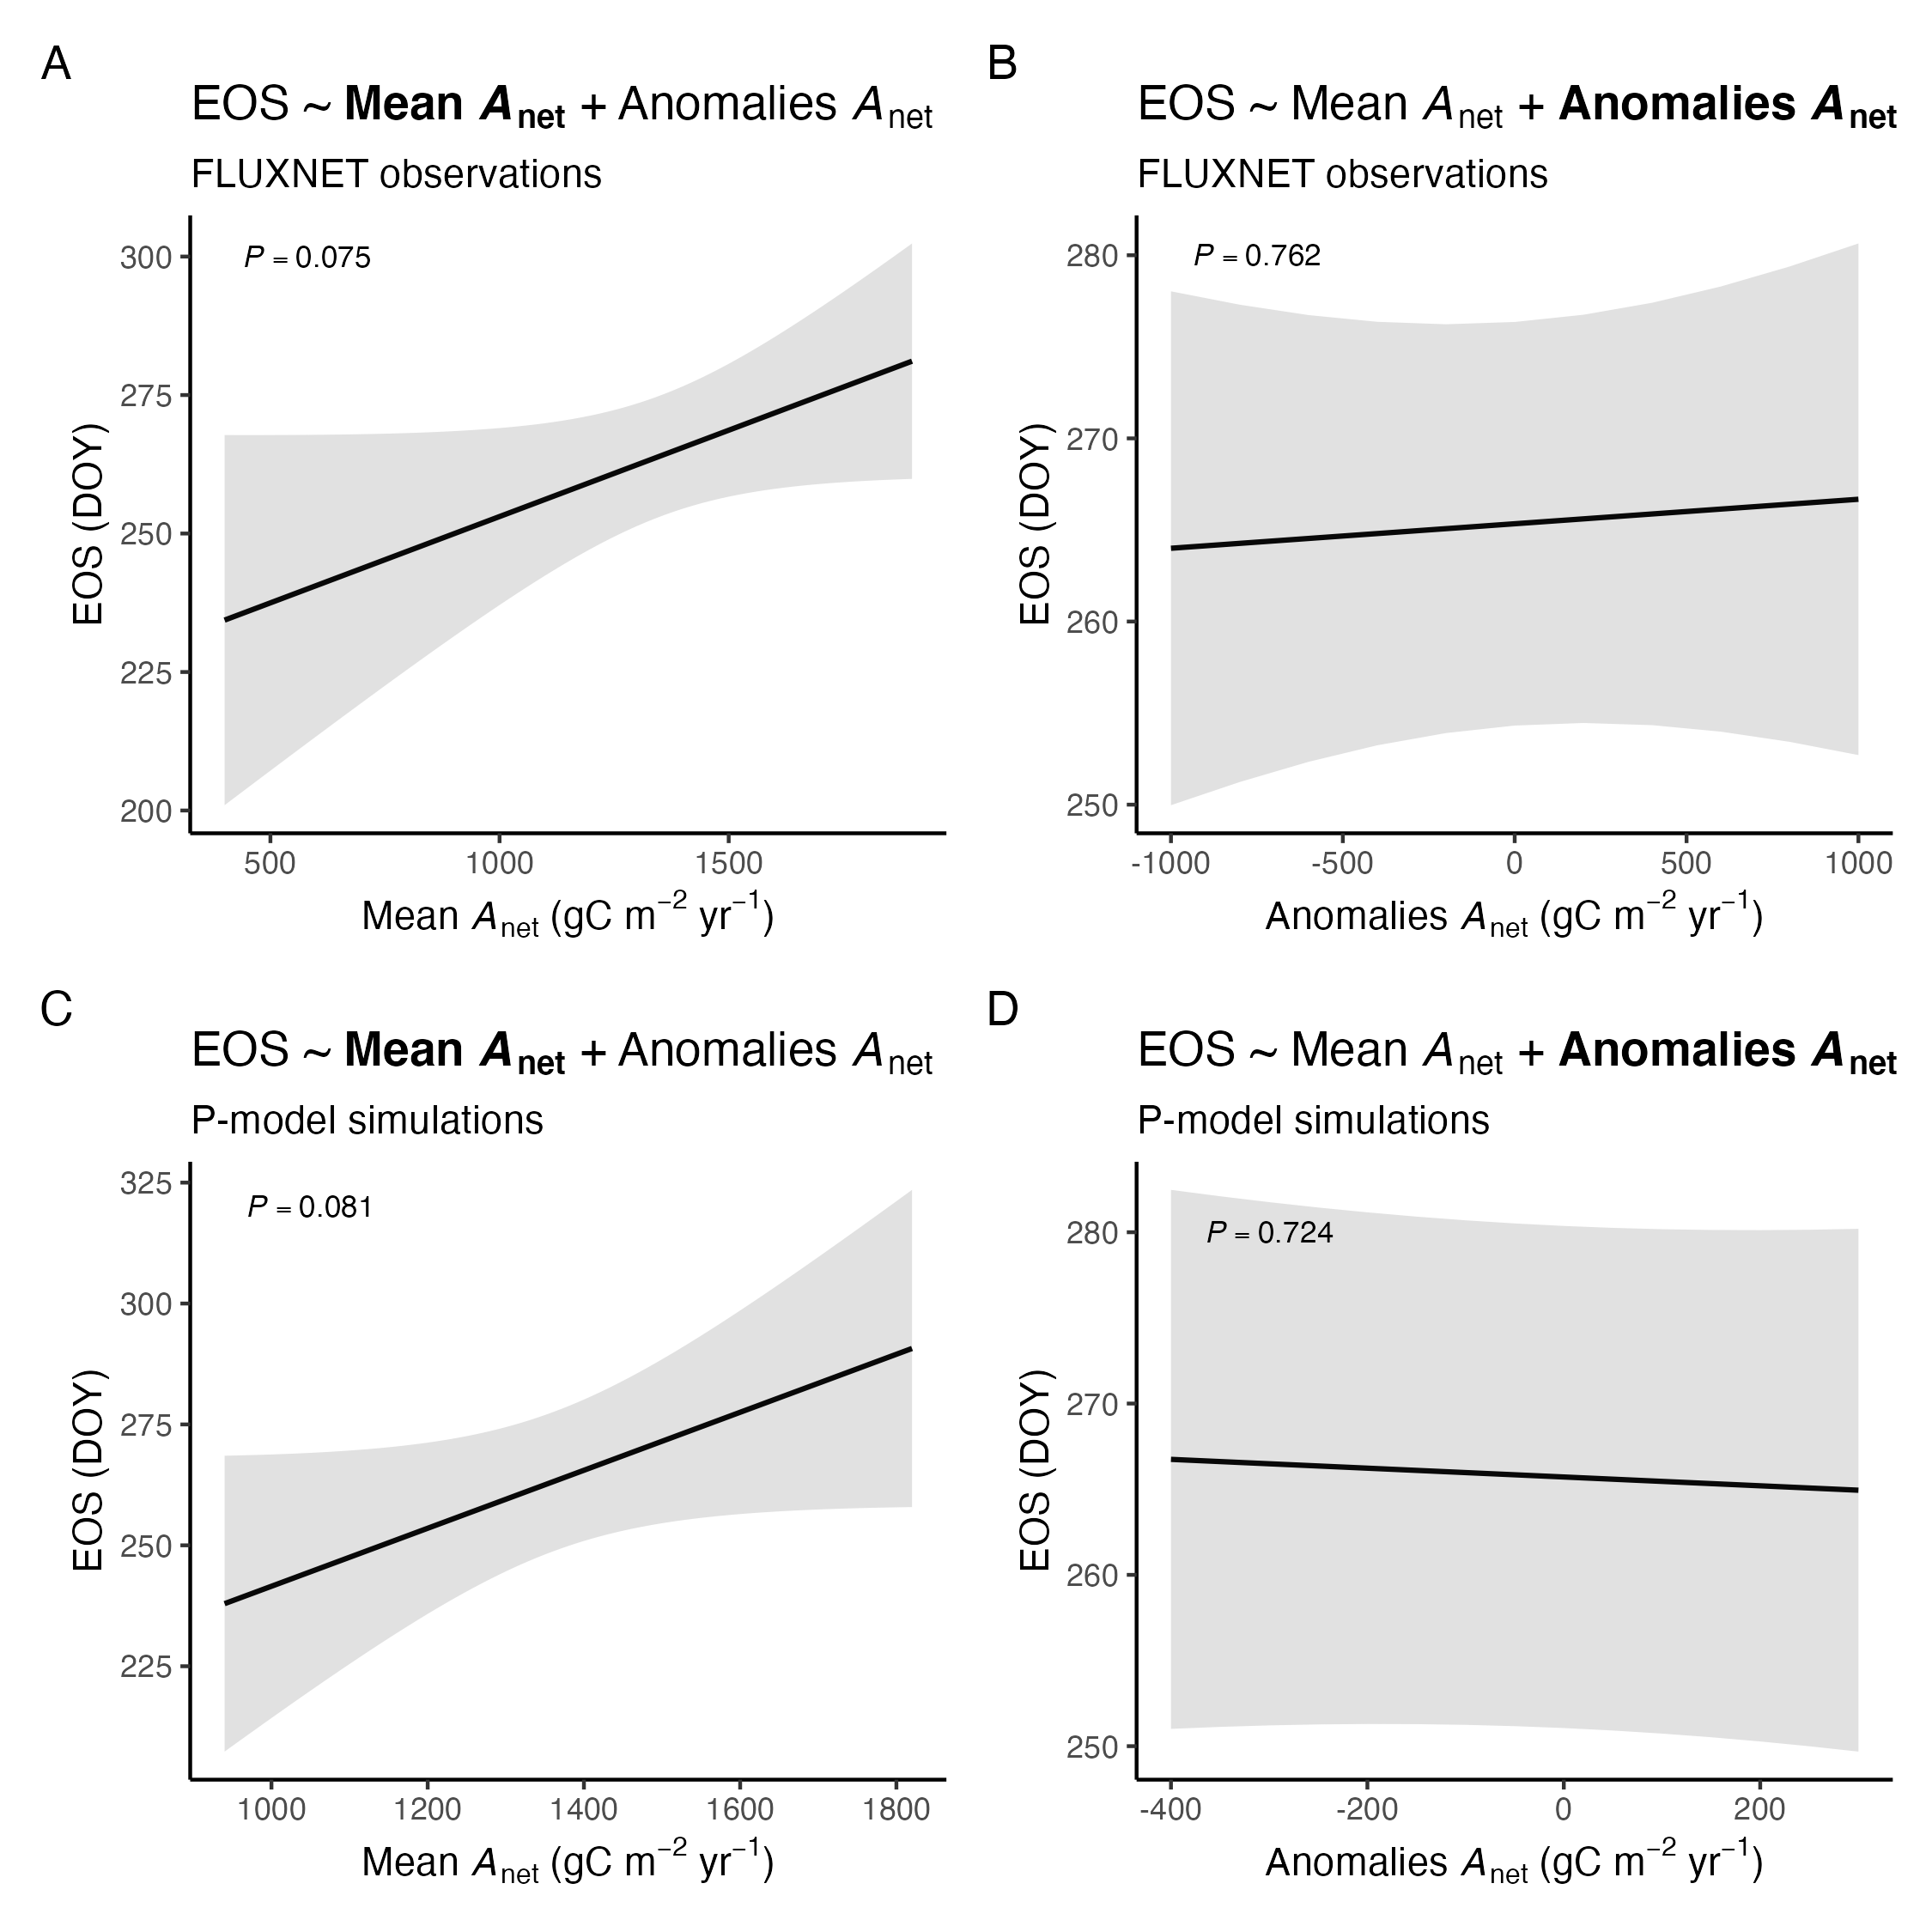 A
EOS ~ Mean Anet + Anomalies Anet
FLUXNET observations
P = 0.075
300
275
250
225
200
EOS (DOY)
500 1000 1500
Mean Anet (gC m−2 yr−1)
B
EOS ~ Mean Anet + Anomalies Anet
FLUXNET observations
P = 0.762
280
270
260
250
EOS (DOY)
-1000 -500 0 500 1000
Anomalies Anet (gC m−2 yr−1)
C
EOS ~ Mean Anet + Anomalies Anet
P-model simulations
P = 0.081
325
300
275
250
225
EOS (DOY)
1000 1200 1400 1600 1800
Mean Anet (gC m−2 yr−1)
D
EOS ~ Mean Anet + Anomalies Anet
P-model simulations
P = 0.724
280
270
260
250
EOS (DOY)
-400 -200 0 200
Anomalies Anet (gC m−2 yr−1)